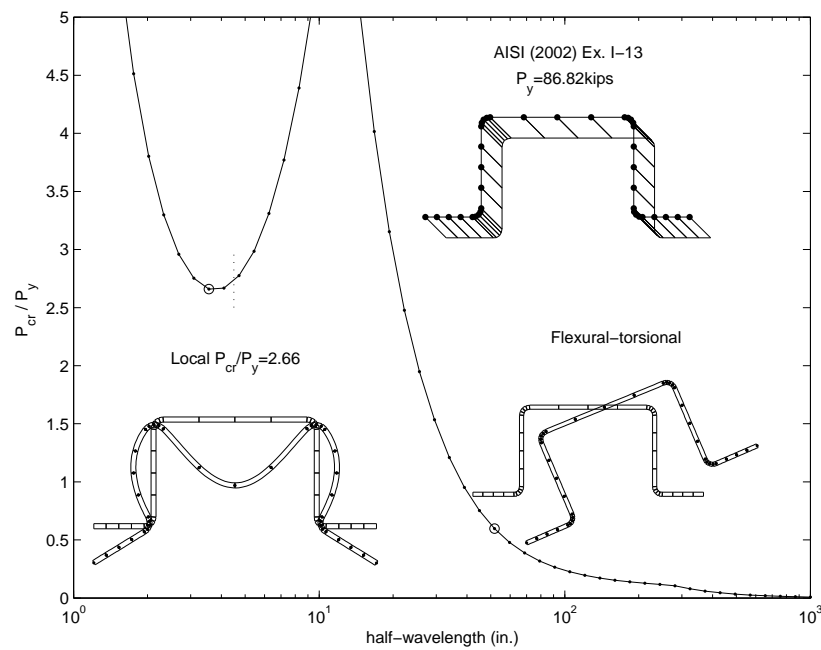 AISI (2002) Ex. I−13
P_y=86.82kips
Local P_cr/P_y=2.66
Flexural−torsional
P_cr / P_y
5
4.5
4
3.5
3
2.5
2
1.5
1
0.5
0
10^0
10^1
10^2
10^3
half−wavelength (in.)